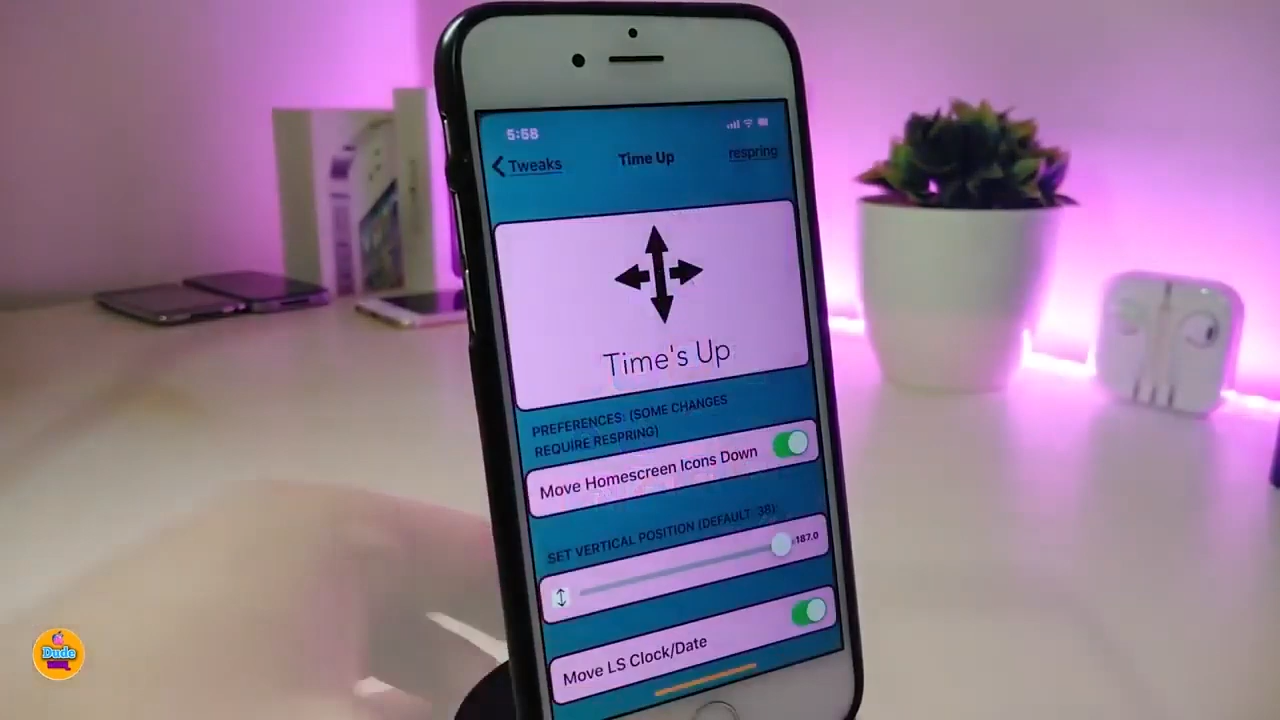 5:58
Tweaks
Time Up
respring
Time's Up
PREFERENCES: (SOME CHANGES
REQUIRE RESPRING)
Move Homescreen Icons Down
SET VERTICAL POSITION (DEFAULT: 38):
187.0
Move LS Clock/Date
Dude